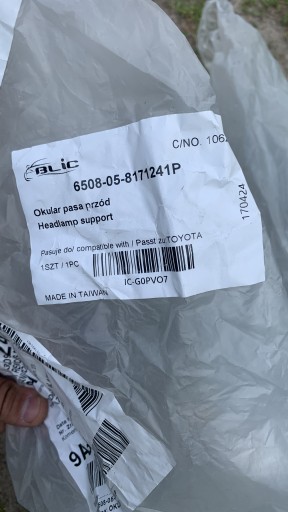 BLIC
C/NO. 106
6508-05-8171241P
Okular pasa przód
Headlamp support
170424
Pasuje do/ compatible with / Passt zu TOYOTA
1SZT / 1PC
IC-G0PVO7
MADE IN TAIWAN